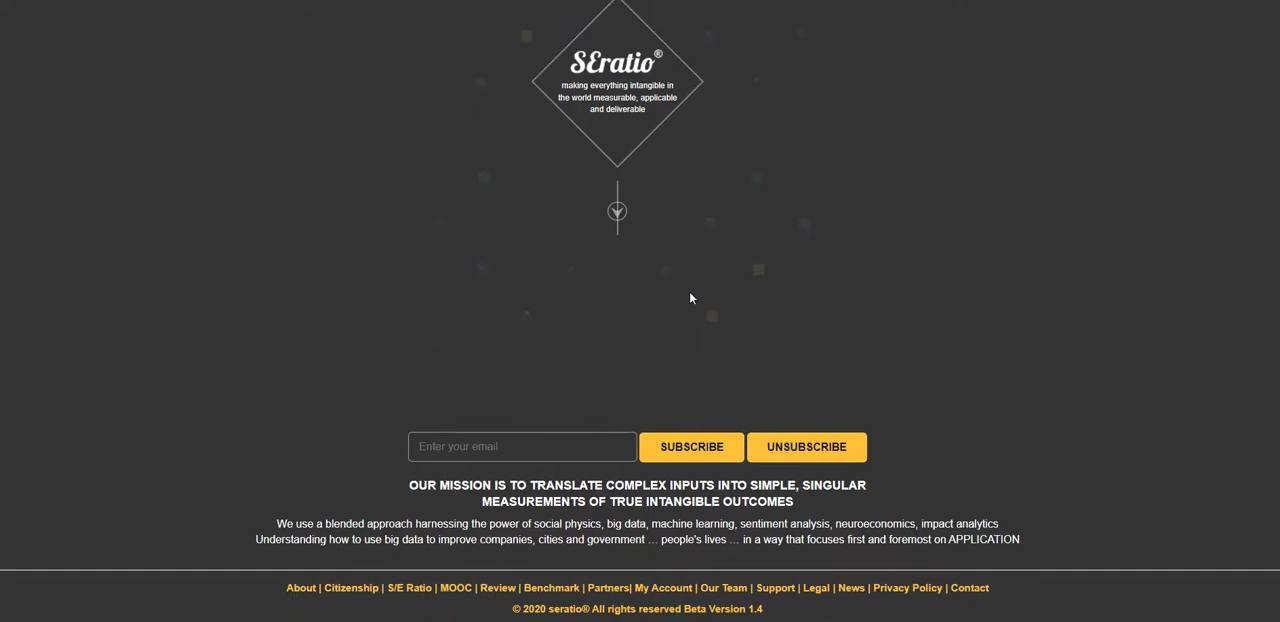 SEratio®
making everything intangible in
the world measurable, applicable
and deliverable
Enter your email
SUBSCRIBE
UNSUBSCRIBE
OUR MISSION IS TO TRANSLATE COMPLEX INPUTS INTO SIMPLE, SINGULAR
MEASUREMENTS OF TRUE INTANGIBLE OUTCOMES
We use a blended approach harnessing the power of social physics, big data, machine learning, sentiment analysis, neuroeconomics, impact analytics
Understanding how to use big data to improve companies, cities and government ... people's lives ... in a way that focuses first and foremost on APPLICATION
About | Citizenship | S/E Ratio | MOOC | Review | Benchmark | Partners| My Account | Our Team | Support | Legal | News | Privacy Policy | Contact
© 2020 seratio® All rights reserved Beta Version 1.4